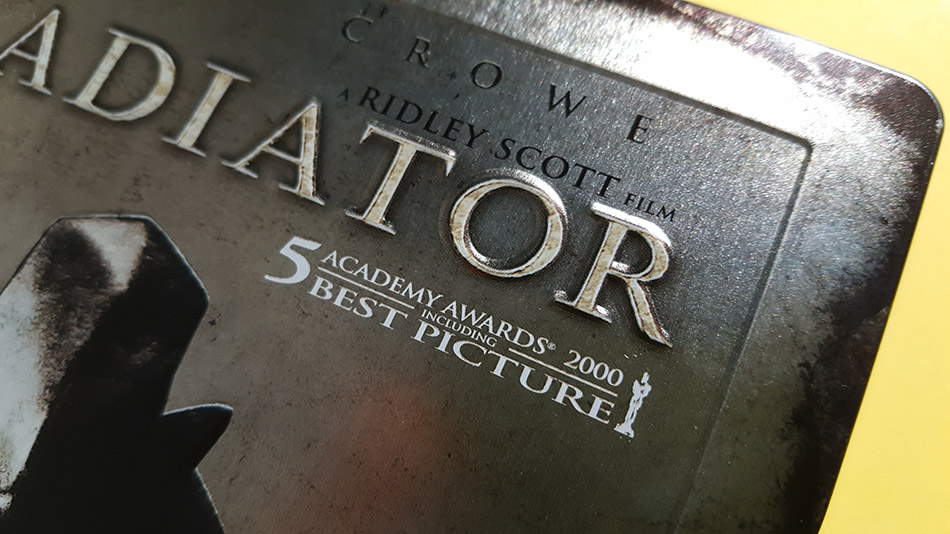 CROWE
A RIDLEY SCOTT FILM
ADIATOR
5 ACADEMY AWARDS® 2000
INCLUDING
BEST PICTURE